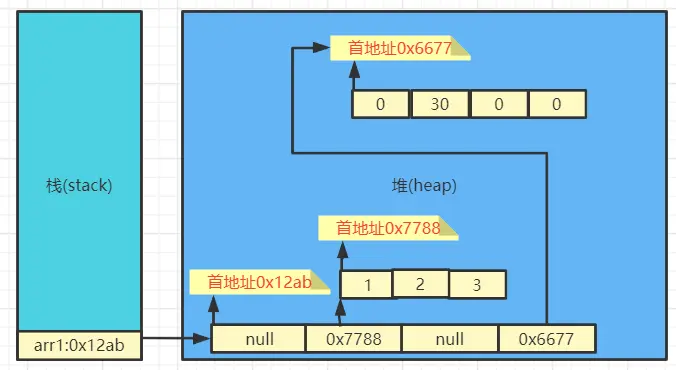 首地址0x6677
0 30 0 0
栈(stack)
堆(heap)
首地址0x7788
首地址0x12ab
1 2 3
arr1:0x12ab
null 0x7788 null 0x6677